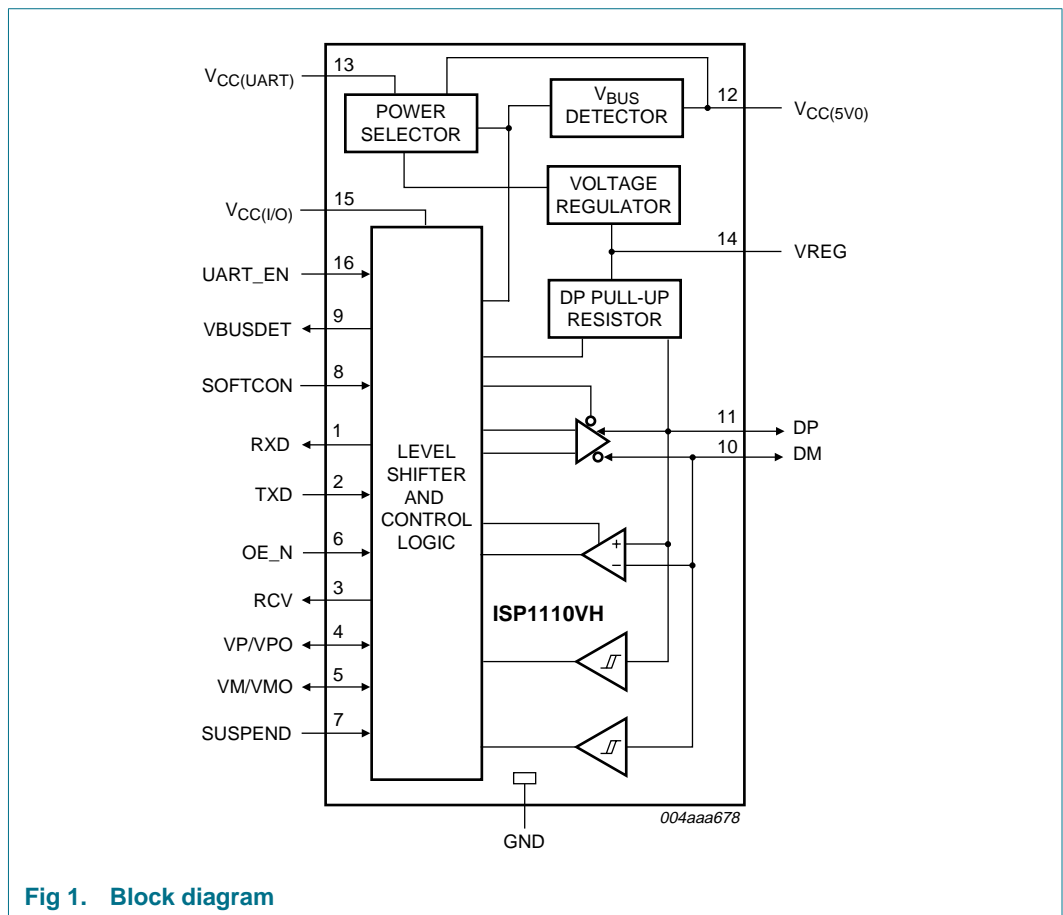 VCC(UART)
13
POWER
SELECTOR
VBUS
DETECTOR
12
VCC(5V0)
VOLTAGE
REGULATOR
VCC(I/O)
15
14
VREG
UART_EN
16
DP PULL-UP
RESISTOR
VBUSDET
9
SOFTCON
8
11
DP
RXD
1
10
DM
LEVEL
SHIFTER
AND
CONTROL
LOGIC
TXD
2
OE_N
6
+
−
RCV
3
ISP1110VH
VP/VPO
4
VM/VMO
5
SUSPEND
7
004aaa678
GND
Fig 1. Block diagram